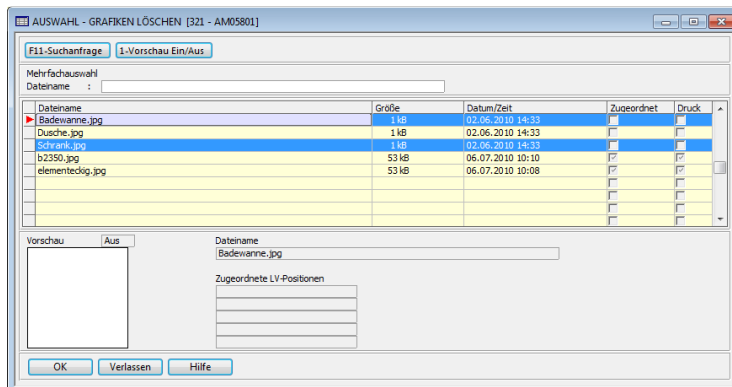 AUSWAHL - GRAFIKEN LÖSCHEN [321 - AM05801]
F11-Suchanfrage 1-Vorschau Ein/Aus
Mehrfachauswahl
Dateiname :
Dateiname Größe Datum/Zeit Zugeordnet Druck
Badewanne.jpg 1 kB 02.06.2010 14:33
Dusche.jpg 1 kB 02.06.2010 14:33
Schrank.jpg 1 kB 02.06.2010 14:33
b2350.jpg 53 kB 06.07.2010 10:10
elementeckig.jpg 53 kB 06.07.2010 10:08
Vorschau Aus Dateiname
Badewanne.jpg
Zugeordnete LV-Positionen
OK Verlassen Hilfe